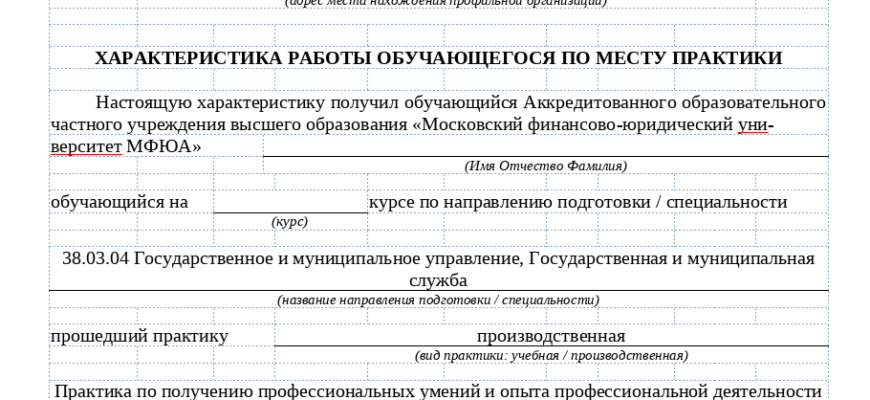 (адрес места нахождения профильной организации)
ХАРАКТЕРИСТИКА РАБОТЫ ОБУЧАЮЩЕГОСЯ ПО МЕСТУ ПРАКТИКИ
Настоящую характеристику получил обучающийся Аккредитованного образовательного
частного учреждения высшего образования «Московский финансово-юридический уни-
верситет МФЮА»
(Имя Отчество Фамилия)
обучающийся на курсе по направлению подготовки / специальности
(курс)
38.03.04 Государственное и муниципальное управление, Государственная и муниципальная
служба
(название направления подготовки / специальности)
прошедший практику производственная
(вид практики: учебная / производственная)
Практика по получению профессиональных умений и опыта профессиональной деятельности